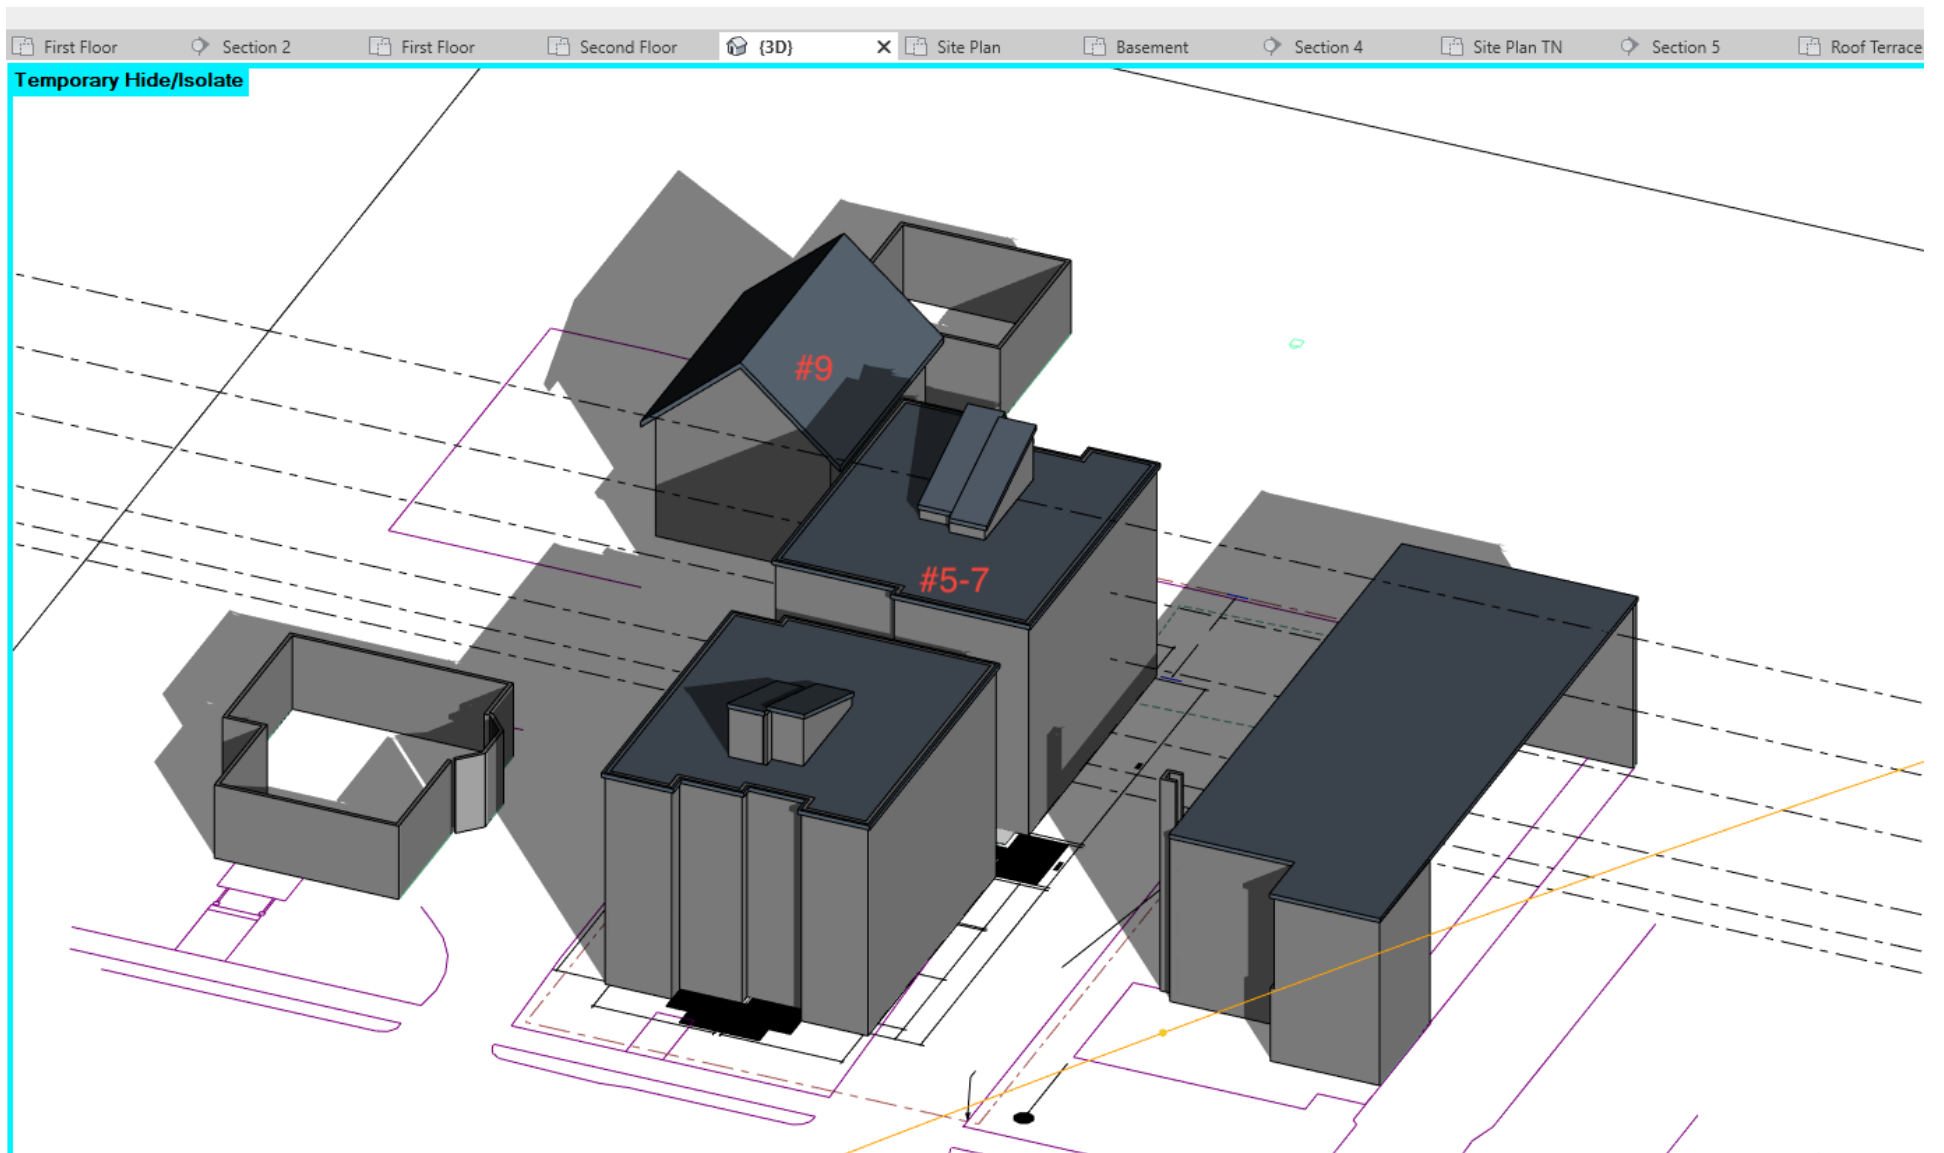 First Floor Section 2 First Floor Second Floor {3D} Site Plan Basement Section 4 Site Plan TN Section 5 Roof Terrace
Temporary Hide/Isolate
#9
#5-7